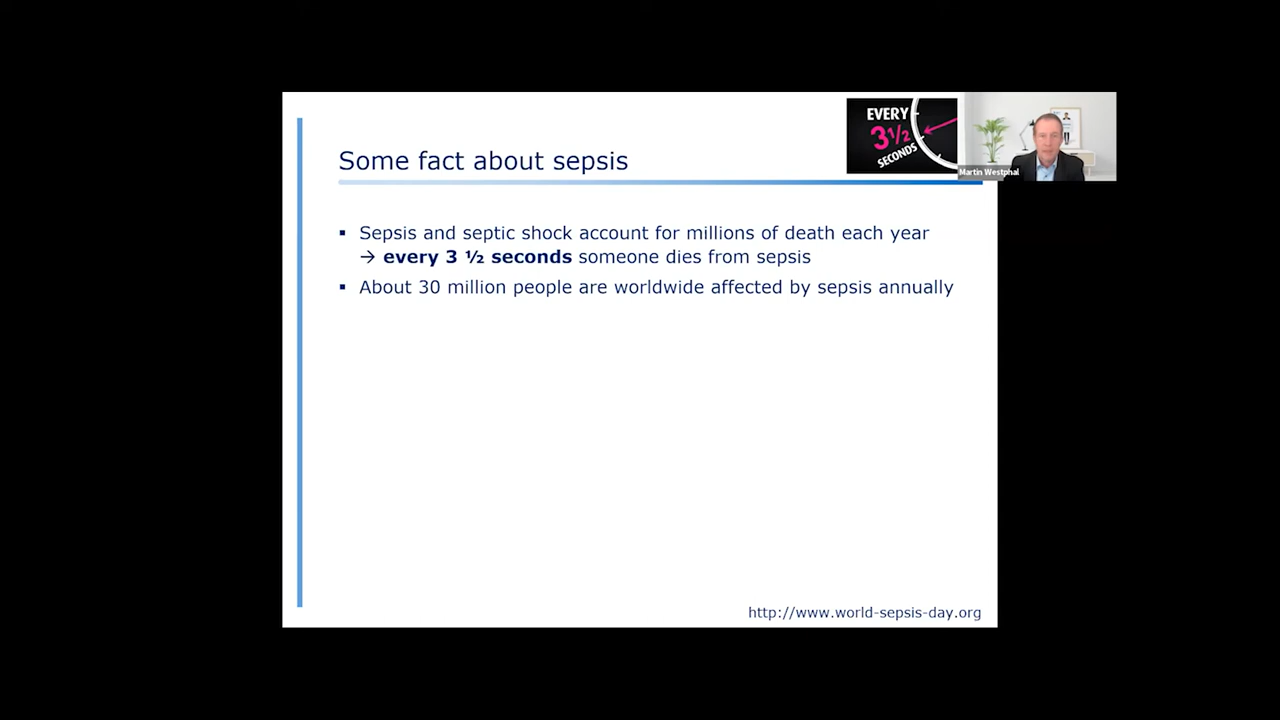 EVERY
3½
SECONDS
Martin Westphal
Some fact about sepsis
▪ Sepsis and septic shock account for millions of death each year
→ every 3 ½ seconds someone dies from sepsis
▪ About 30 million people are worldwide affected by sepsis annually
http://www.world-sepsis-day.org